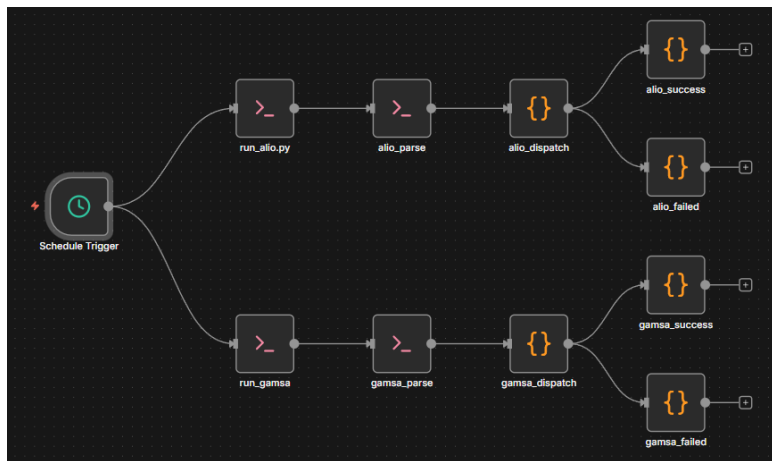 alio_success
run_alio.py
alio_parse
alio_dispatch
alio_failed
Schedule Trigger
gamsa_success
run_gamsa
gamsa_parse
gamsa_dispatch
gamsa_failed